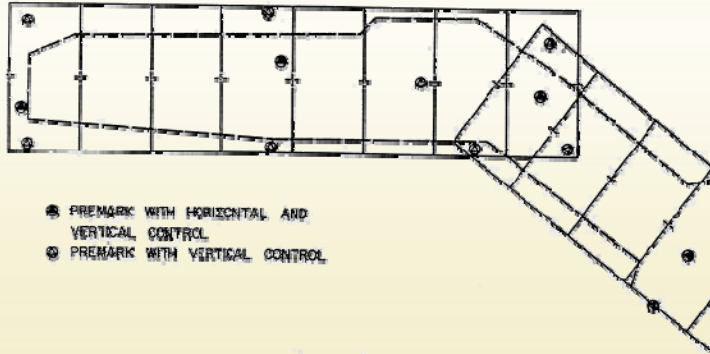 PREMARK WITH HORIZONTAL AND
VERTICAL CONTROL
PREMARK WITH VERTICAL CONTROL